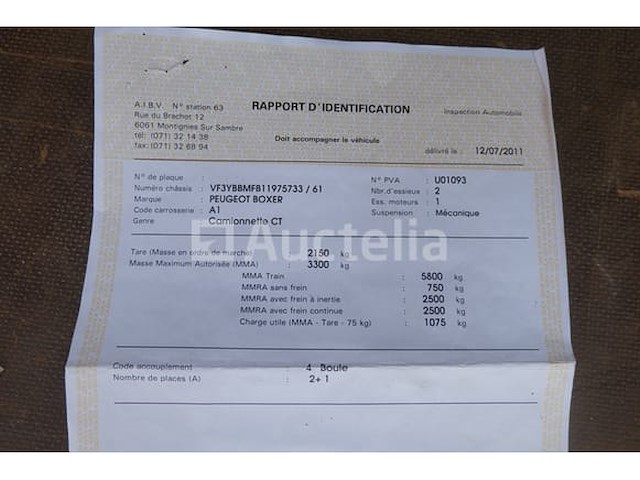 A.I.B.V. N° station 63
Rue du Brachot 12
6061 Montignies Sur Sambre
tél: (071) 32 14 38
fax: (071) 32 68 94
RAPPORT D'IDENTIFICATION
Doit accompagner le véhicule
Inspection Automobile
délivré le : 12/07/2011
N° de plaque :
Numéro châssis : VF3YBBMFB11975733 / 61
Marque : PEUGEOT BOXER
Code carrosserie : A1
Genre : Camionnette CT
N° PVA : U01093
Nbr.d'essieux : 2
Ess. moteurs : 1
Suspension : Mécanique
Auctelia
Tare (Masse en ordre de marche) : 2150 kg
Masse Maximum Autorisée (MMA) : 3300 kg
MMA Train : 5800 kg
MMRA sans frein : 750 kg
MMRA avec frein à inertie : 2500 kg
MMRA avec frein continue : 2500 kg
Charge utile (MMA - Tare - 75 kg) : 1075 kg
Code accouplement : 4 Boule
Nombre de places (A) : 2+ 1